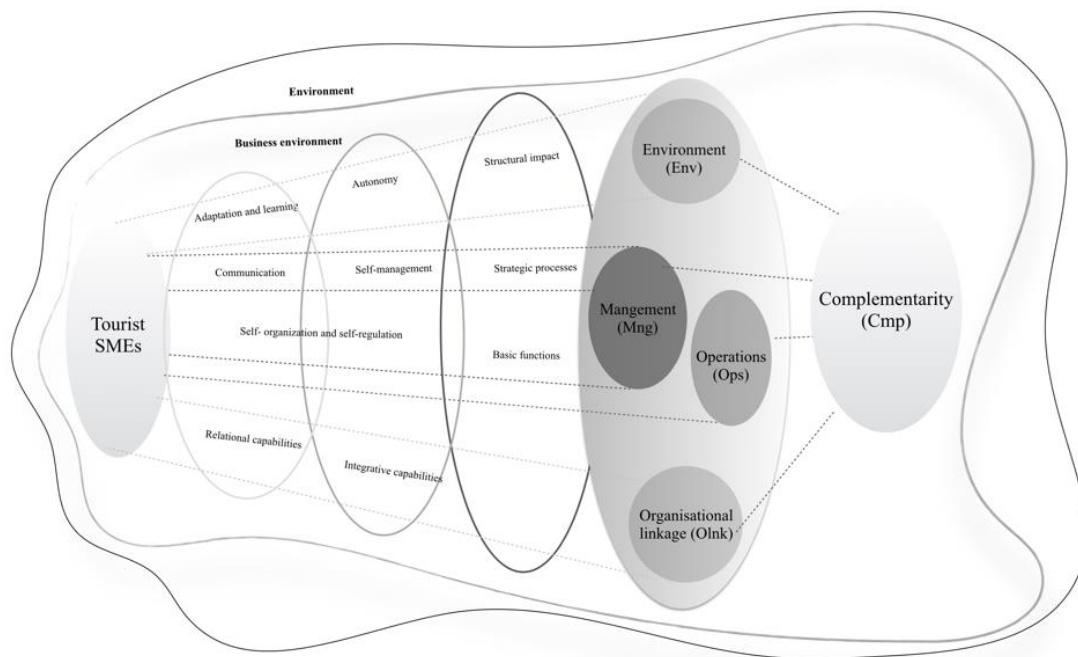 Environment
Business environment
Structural impact
Autonomy
Adaptation and learning
Environment
(Env)
Communication
Self-management
Strategic processes
Tourist
SMEs
Self- organization and self-regulation
Basic functions
Mangement
(Mng)
Operations
(Ops)
Complementarity
(Cmp)
Relational capabilities
Integrative capabilities
Organisational
linkage (Olnk)